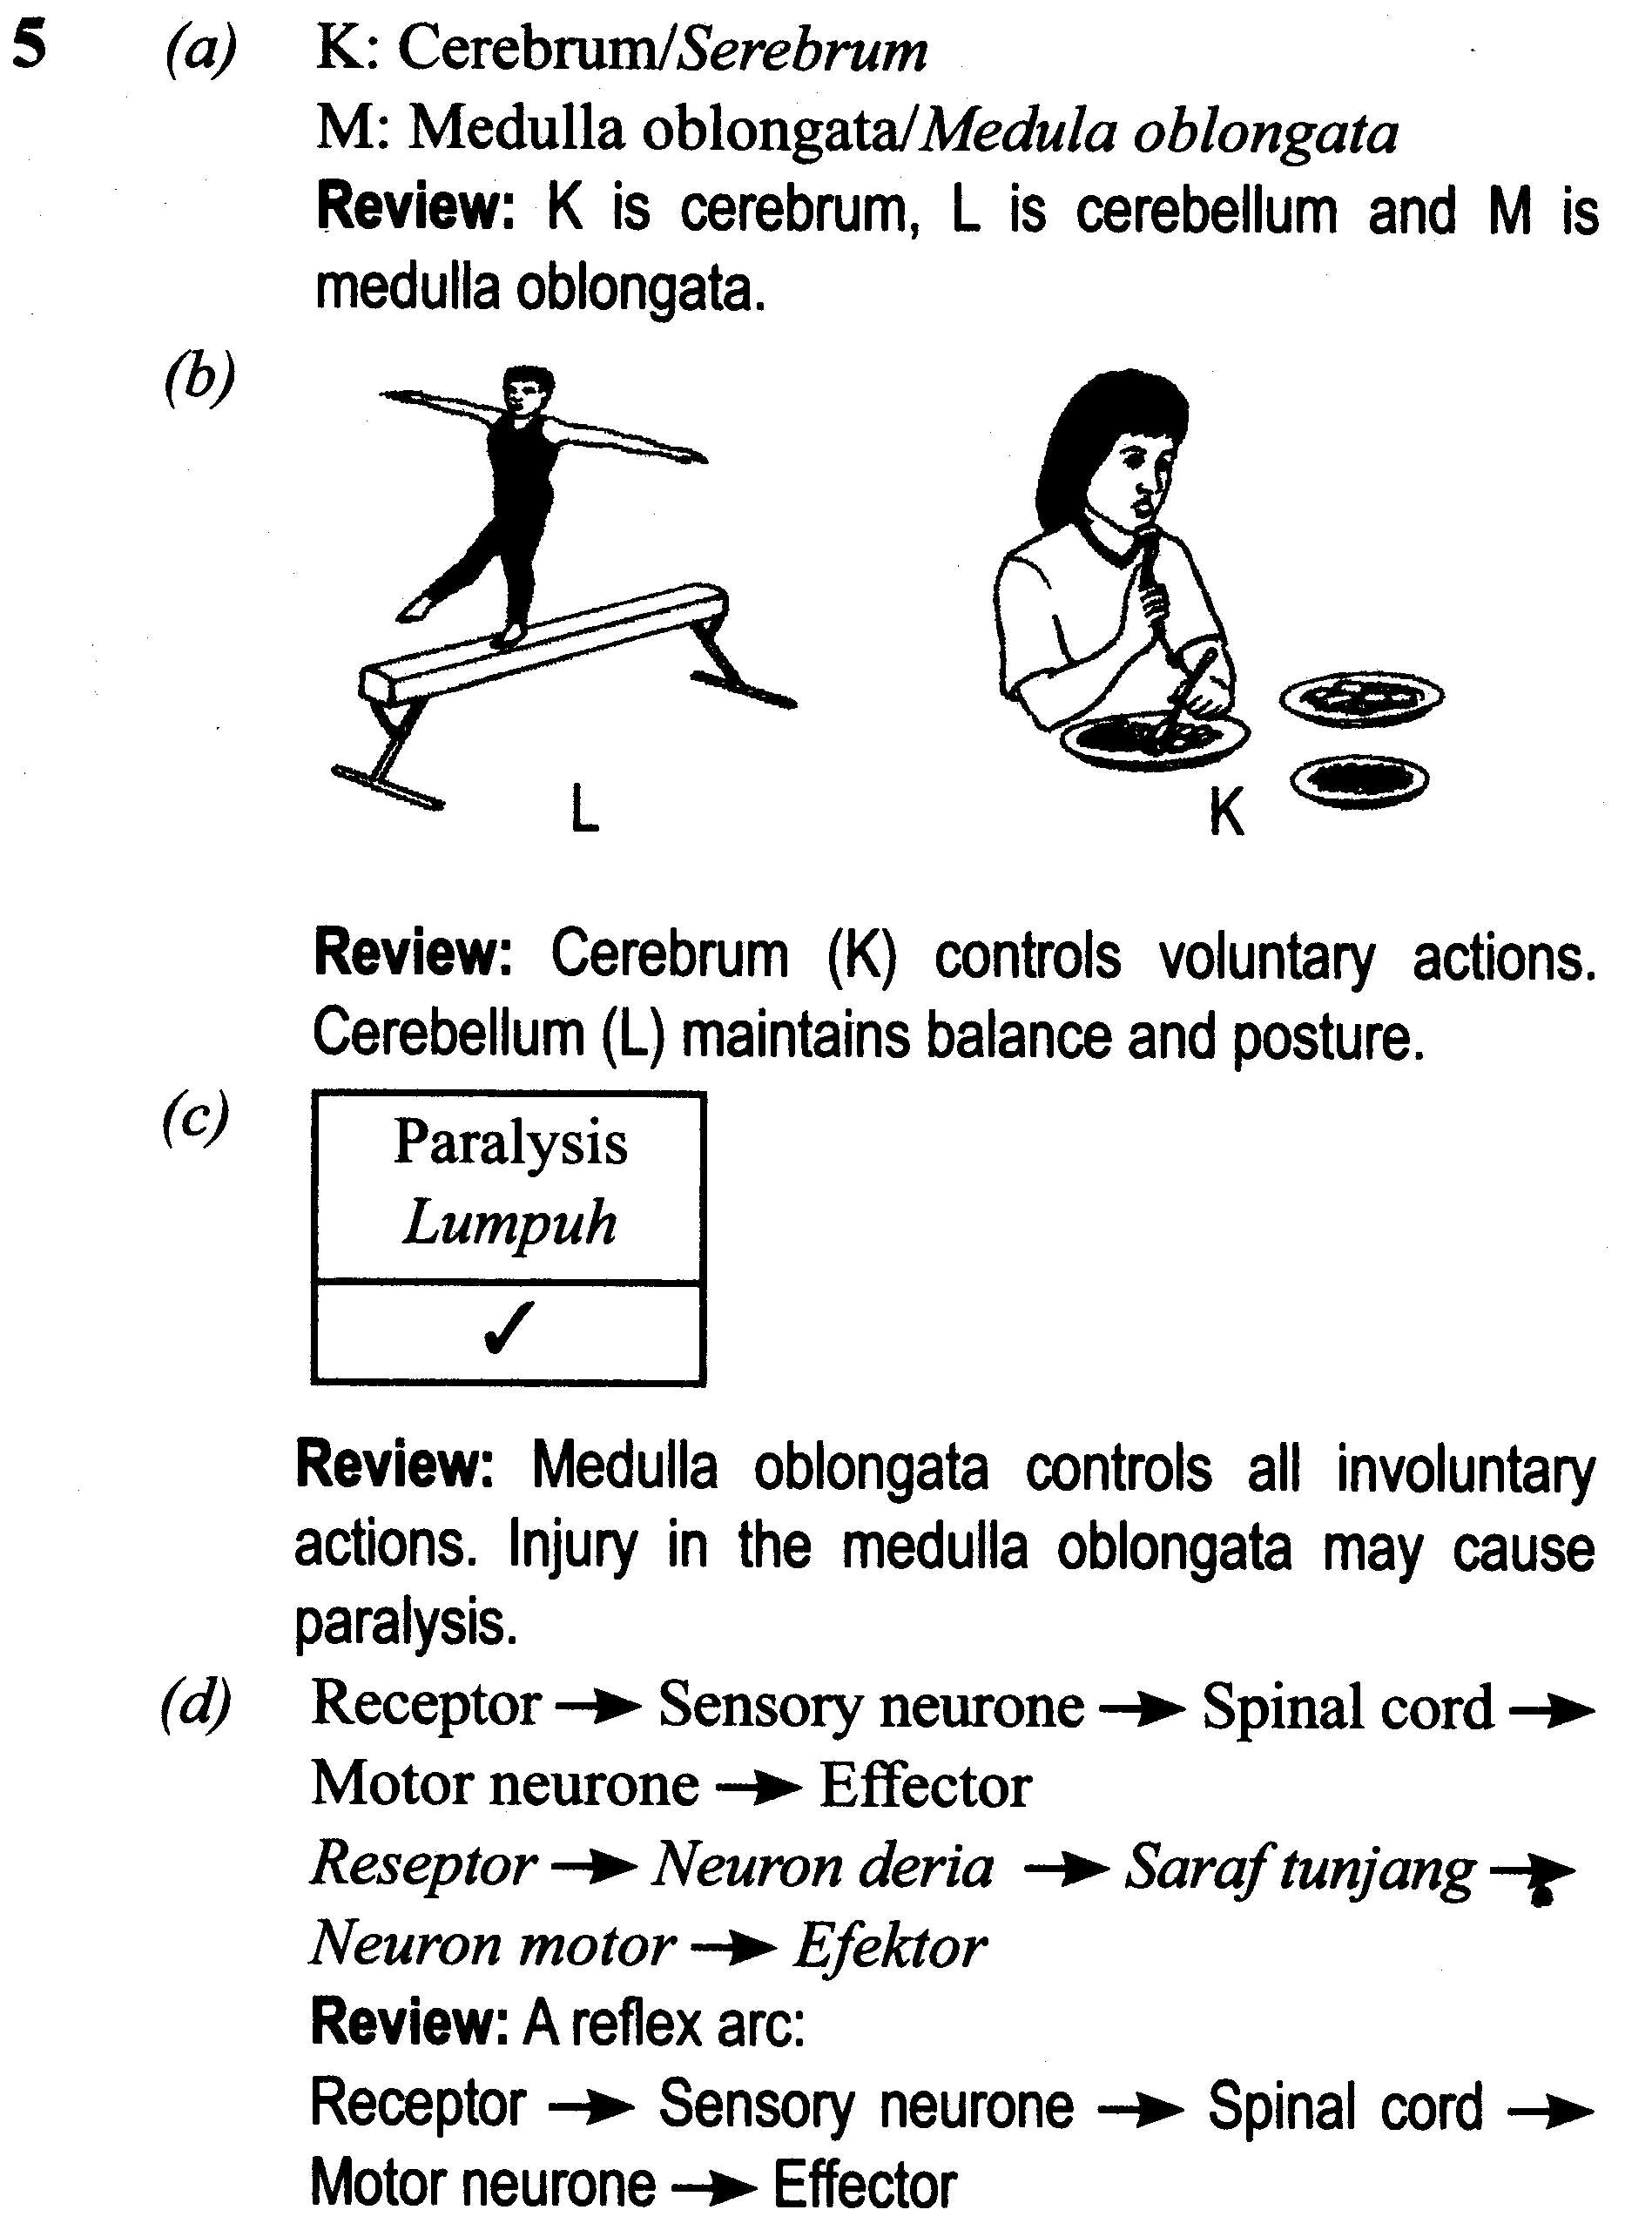 5 (a) K: Cerebrum/Serebrum
M: Medulla oblongata/Medula oblongata
Review: K is cerebrum, L is cerebellum and M is
medulla oblongata.
(b)
L K
Review: Cerebrum (K) controls voluntary actions.
Cerebellum (L) maintains balance and posture.
(c) Paralysis
Lumpuh
✓
Review: Medulla oblongata controls all involuntary
actions. Injury in the medulla oblongata may cause
paralysis.
(d) Receptor → Sensory neurone → Spinal cord →
Motor neurone → Effector
Reseptor → Neuron deria → Saraf tunjang →
Neuron motor → Efektor
Review: A reflex arc:
Receptor → Sensory neurone → Spinal cord →
Motor neurone → Effector